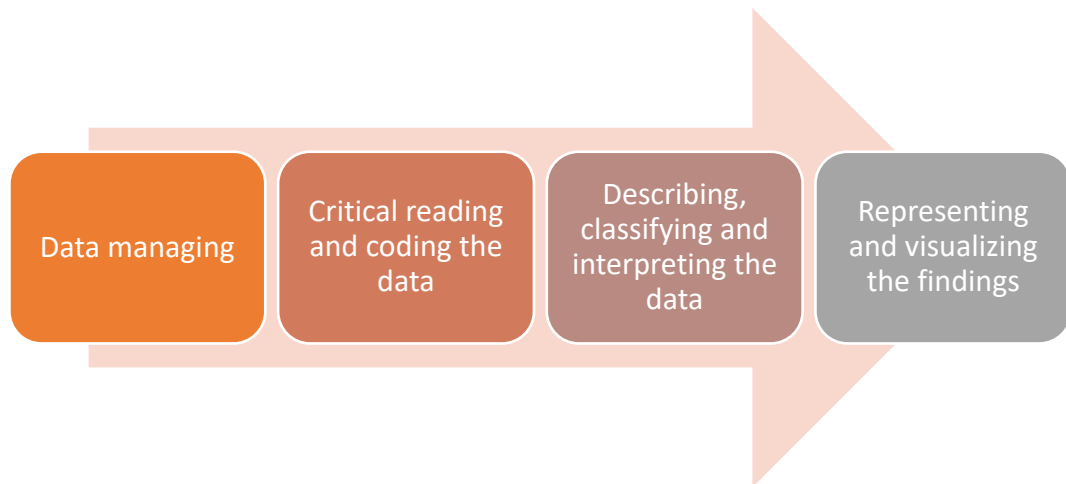 Data managing
Critical reading
and coding the
data
Describing,
classifying and
interpreting the
data
Representing
and visualizing
the findings